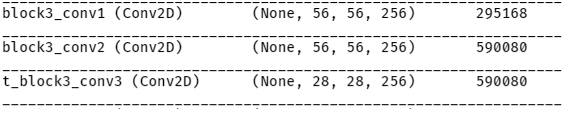 block3_conv1 (Conv2D) (None, 56, 56, 256) 295168
block3_conv2 (Conv2D) (None, 56, 56, 256) 590080
t_block3_conv3 (Conv2D) (None, 28, 28, 256) 590080